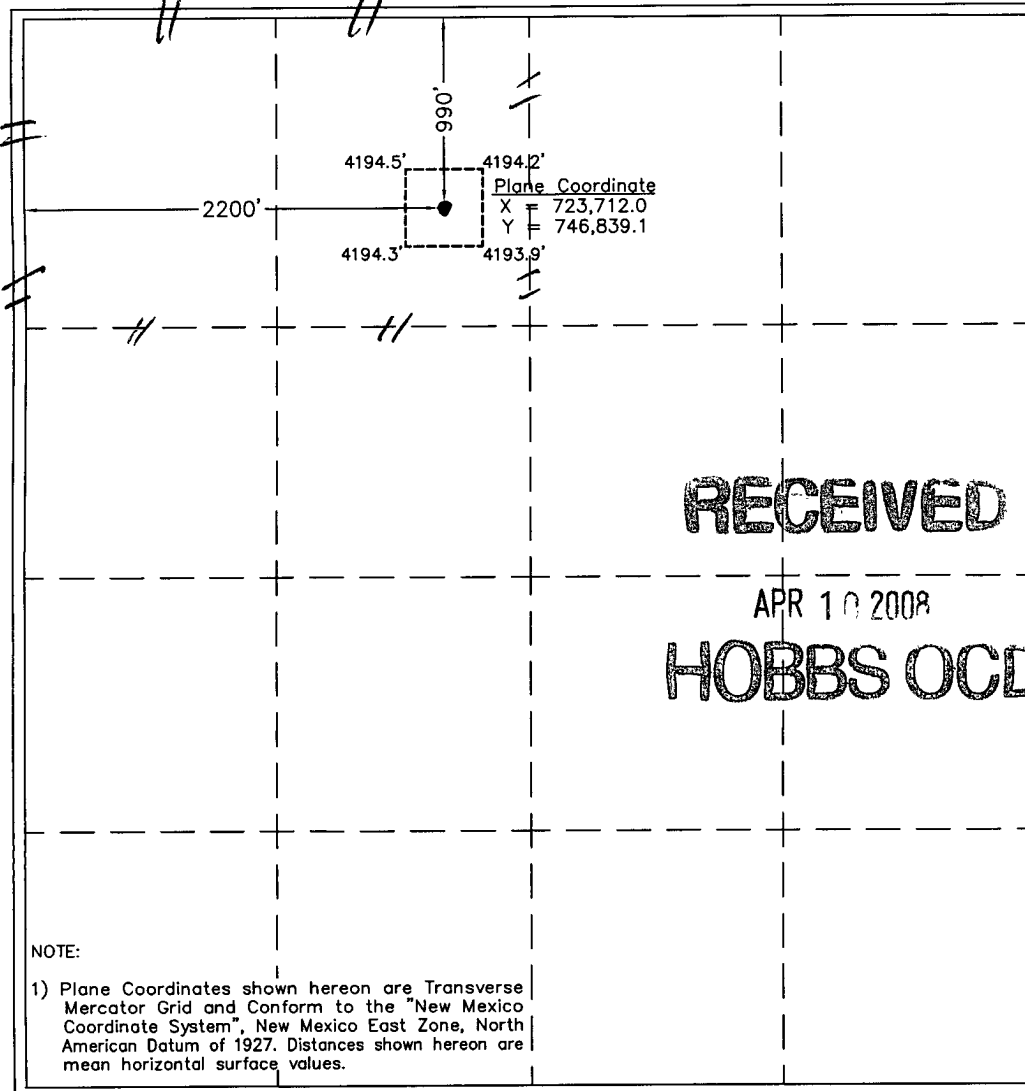 990'
4194.5' 4194.2'
Plane Coordinate
X = 723,712.0
2200'
Y = 746,839.1
4194.3' 4193.9'
RECEIVED
APR 10 2008
HOBBS OCD
NOTE:
1) Plane Coordinates shown hereon are Transverse
Mercator Grid and Conform to the "New Mexico
Coordinate System", New Mexico East Zone, North
American Datum of 1927. Distances shown hereon are
mean horizontal surface values.